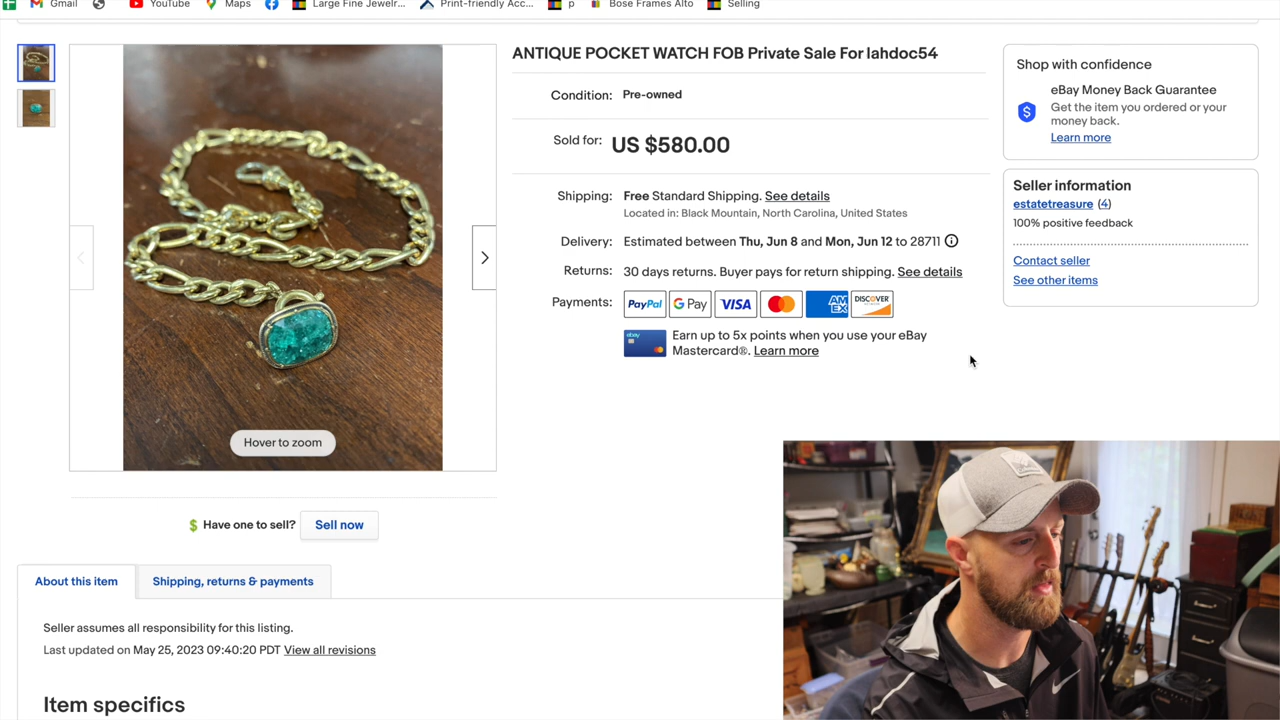 Gmail
YouTube
Maps
Large Fine Jewelr...
Print-friendly Acc...
p
Bose Frames Alto
Selling
ANTIQUE POCKET WATCH FOB Private Sale For lahdoc54
Condition: Pre-owned
Sold for: US $580.00
Shipping: Free Standard Shipping. See details
Located in: Black Mountain, North Carolina, United States
Delivery: Estimated between Thu, Jun 8 and Mon, Jun 12 to 28711
Returns: 30 days returns. Buyer pays for return shipping. See details
Payments: PayPal G Pay VISA AM EX DISCOVER
ebay
Earn up to 5x points when you use your eBay
Mastercard®. Learn more
Shop with confidence
eBay Money Back Guarantee
Get the item you ordered or your
money back.
Learn more
Seller information
estatetreasure (4)
100% positive feedback
Contact seller
See other items
Hover to zoom
Have one to sell? Sell now
About this item
Shipping, returns & payments
Seller assumes all responsibility for this listing.
Last updated on May 25, 2023 09:40:20 PDT View all revisions
Item specifics